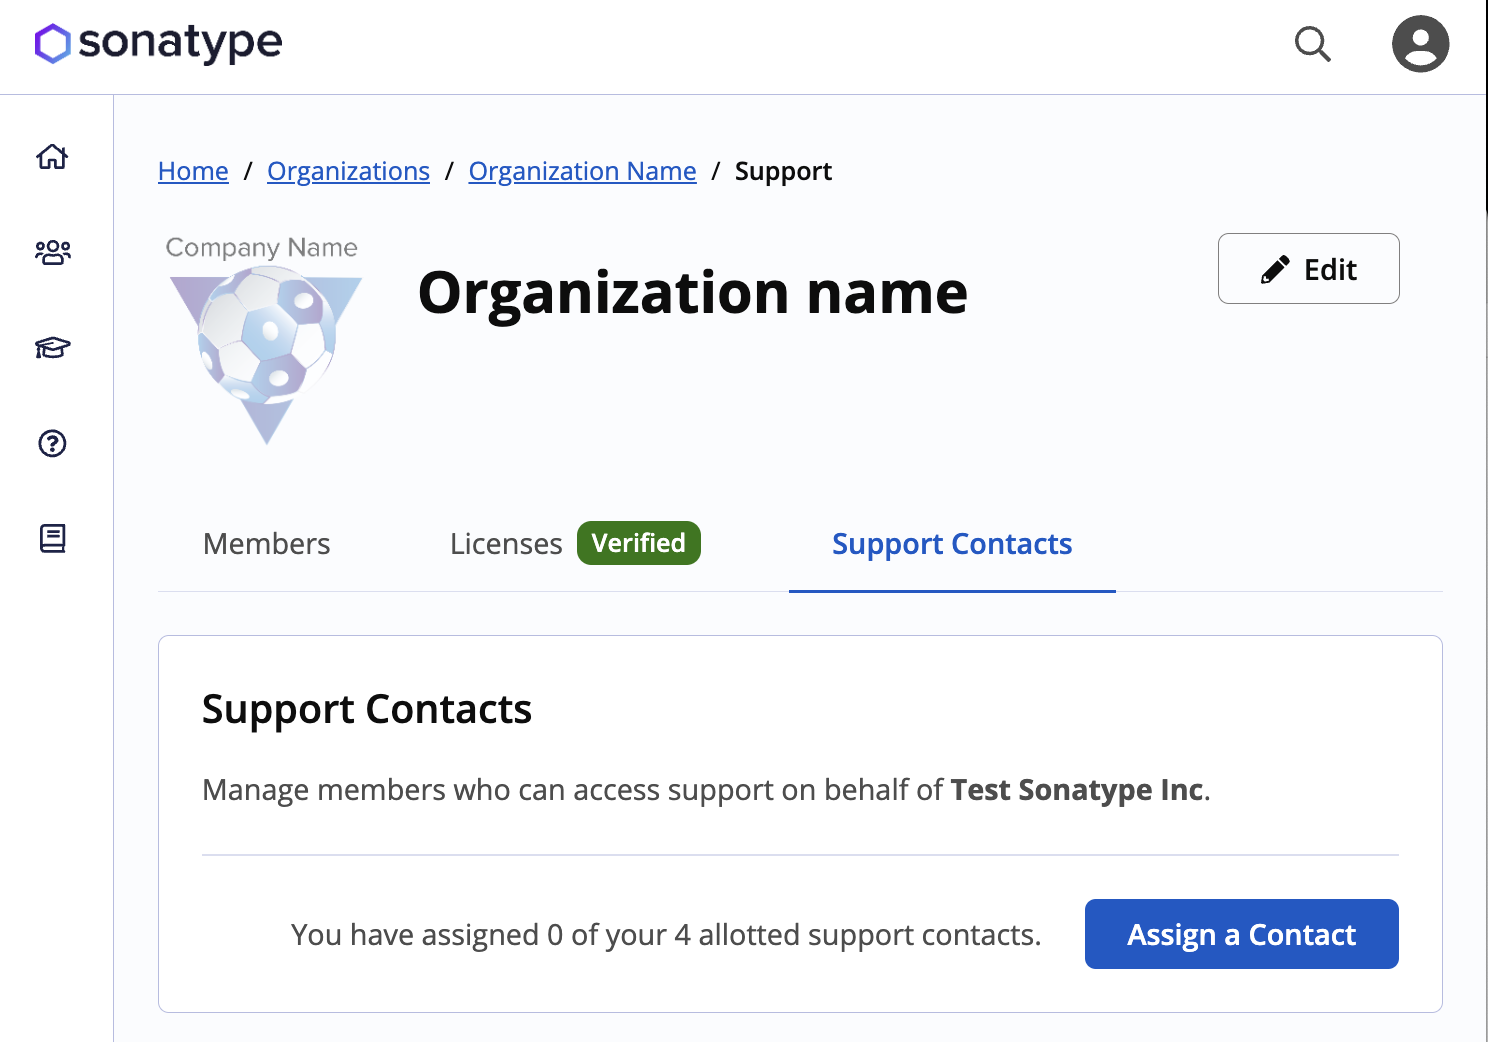 sonatype
Home / Organizations / Organization Name / Support
Company Name
Organization name
Edit
Members Licenses Verified Support Contacts
Support Contacts
Manage members who can access support on behalf of Test Sonatype Inc.
You have assigned 0 of your 4 allotted support contacts. Assign a Contact